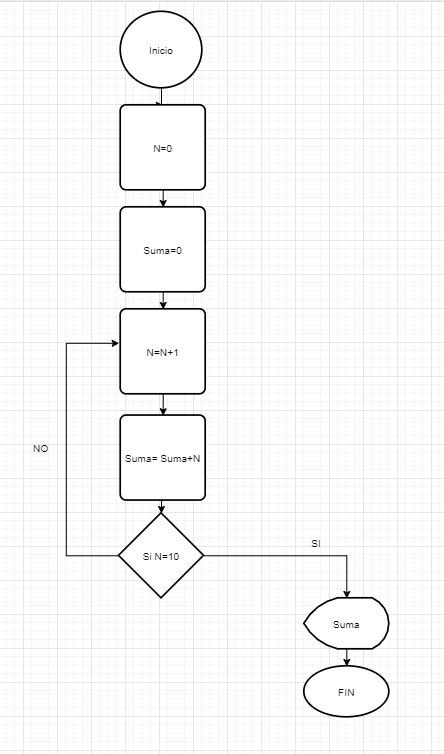 Inicio
N=0
Suma=0
N=N+1
NO
Suma= Suma+N
SI
Si N=10
Suma
FIN